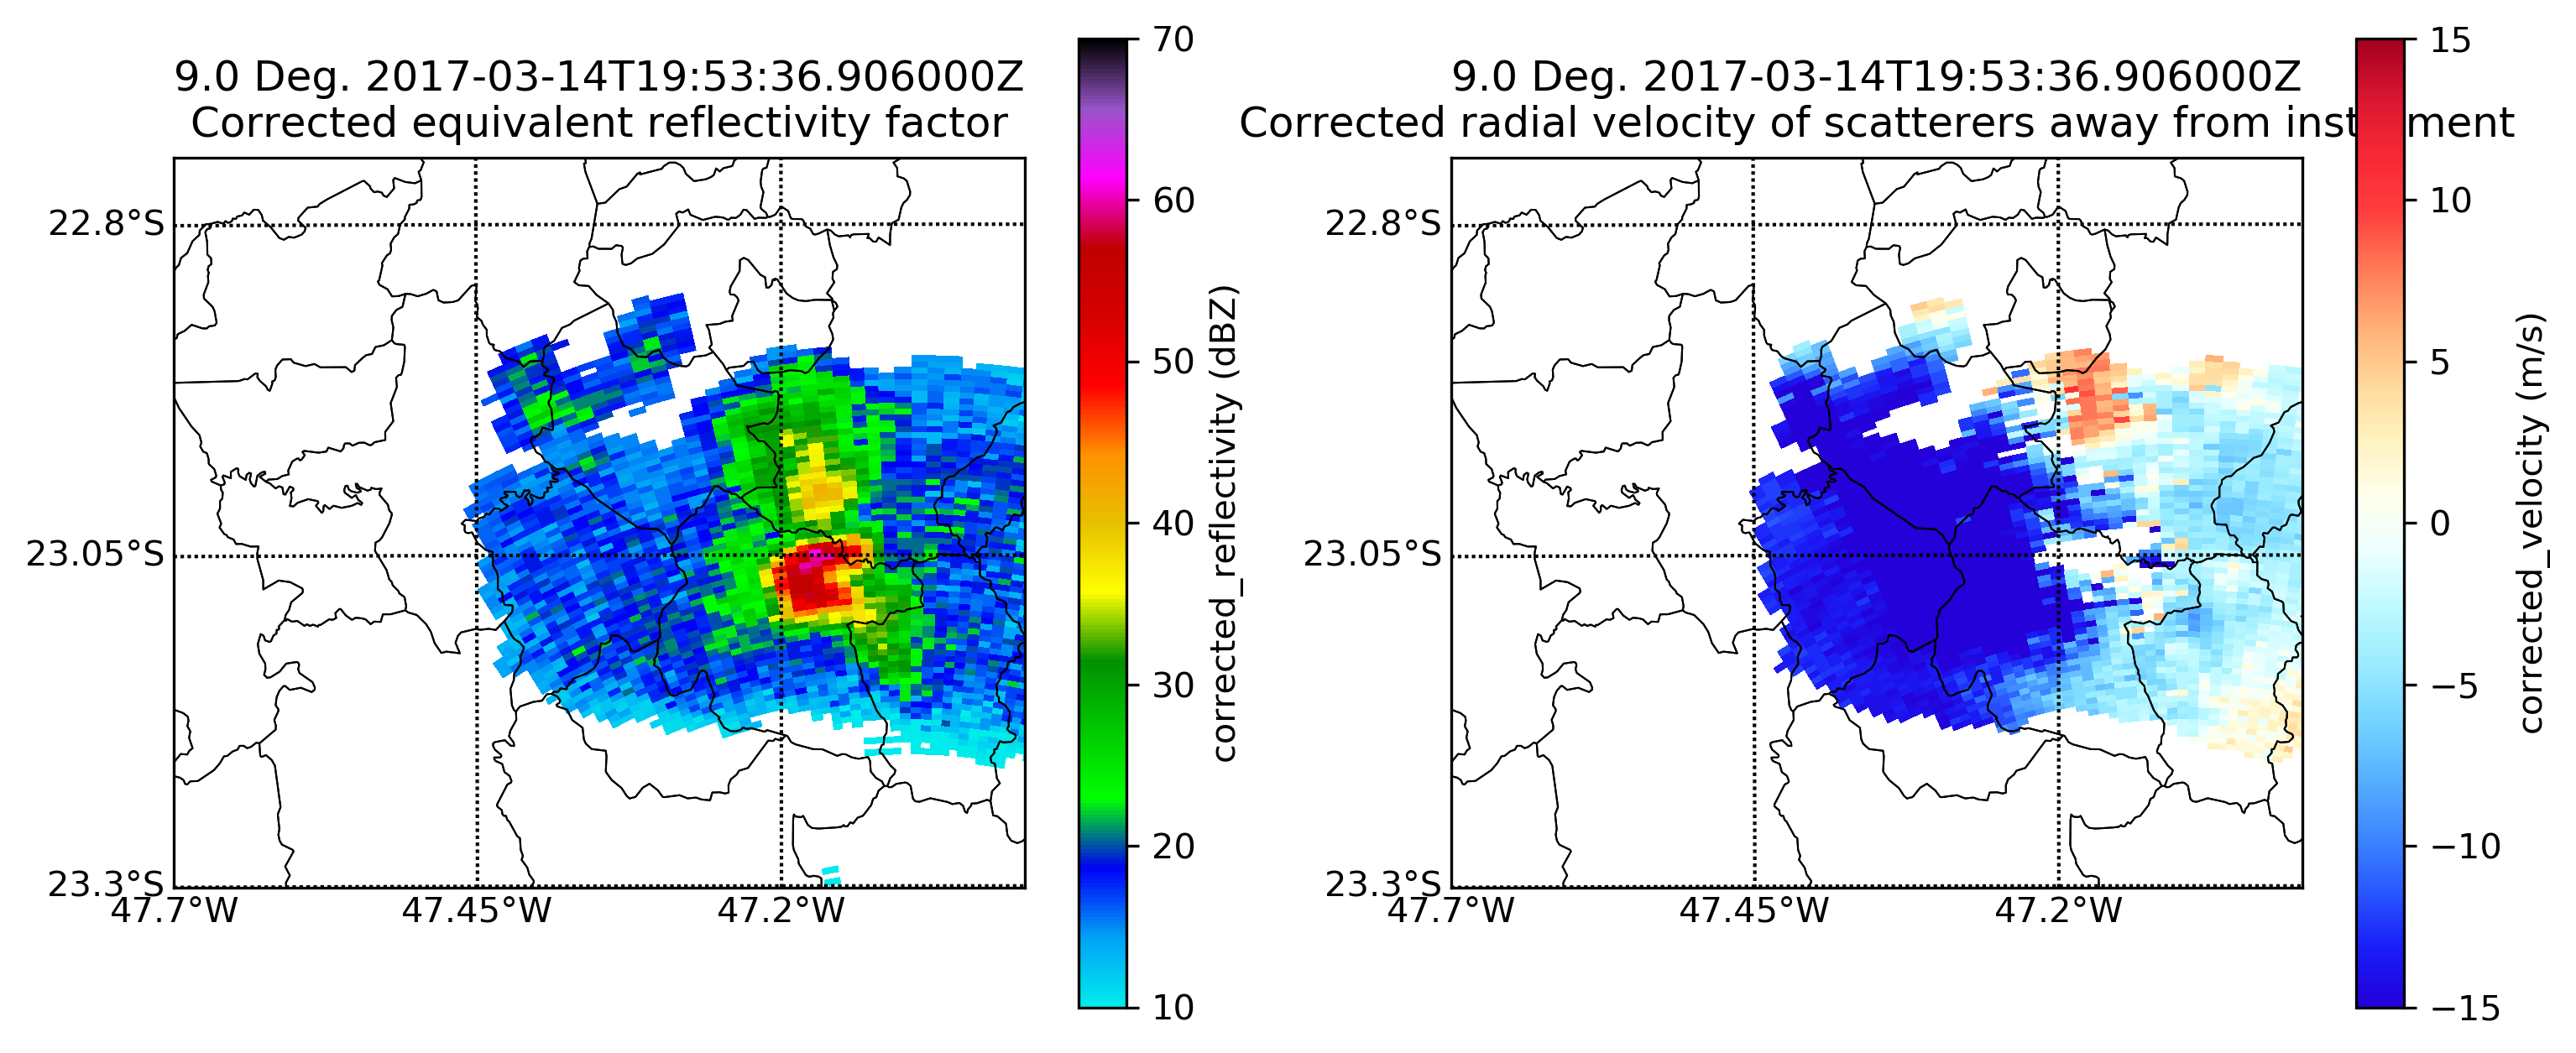 9.0 Deg. 2017-03-14T19:53:36.906000Z
Corrected equivalent reflectivity factor
22.8°S
23.05°S
23.3°S
47.7°W
47.45°W
47.2°W
70
60
50
40
30
20
10
corrected_reflectivity (dBZ)
9.0 Deg. 2017-03-14T19:53:36.906000Z
Corrected radial velocity of scatterers away from inst ment
22.8°S
23.05°S
23.3°S
47.7°W
47.45°W
47.2°W
15
10
5
0
−5
−10
−15
corrected_velocity (m/s)